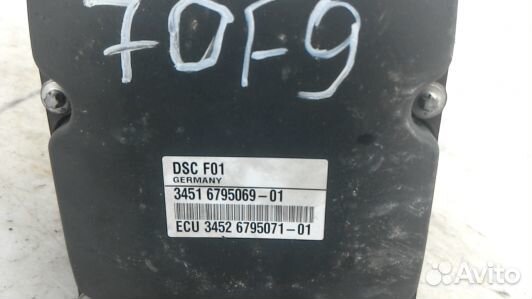 70F9
DSC F01
GERMANY
3451 6795069-01
ECU 3452 6795071-01
Avito